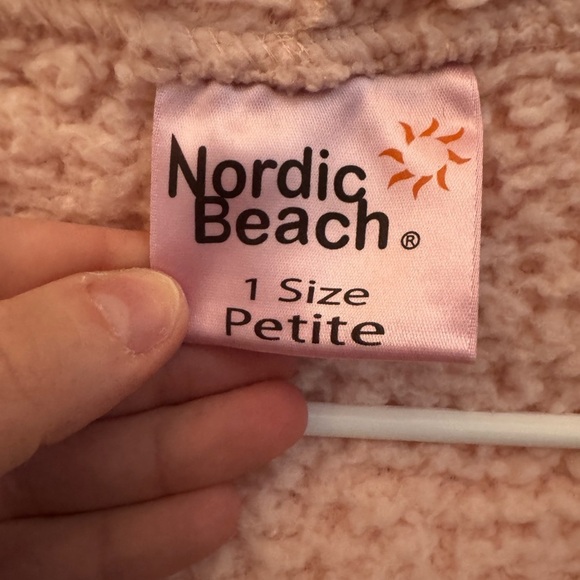 Nordic
Beach ®
1 Size
Petite